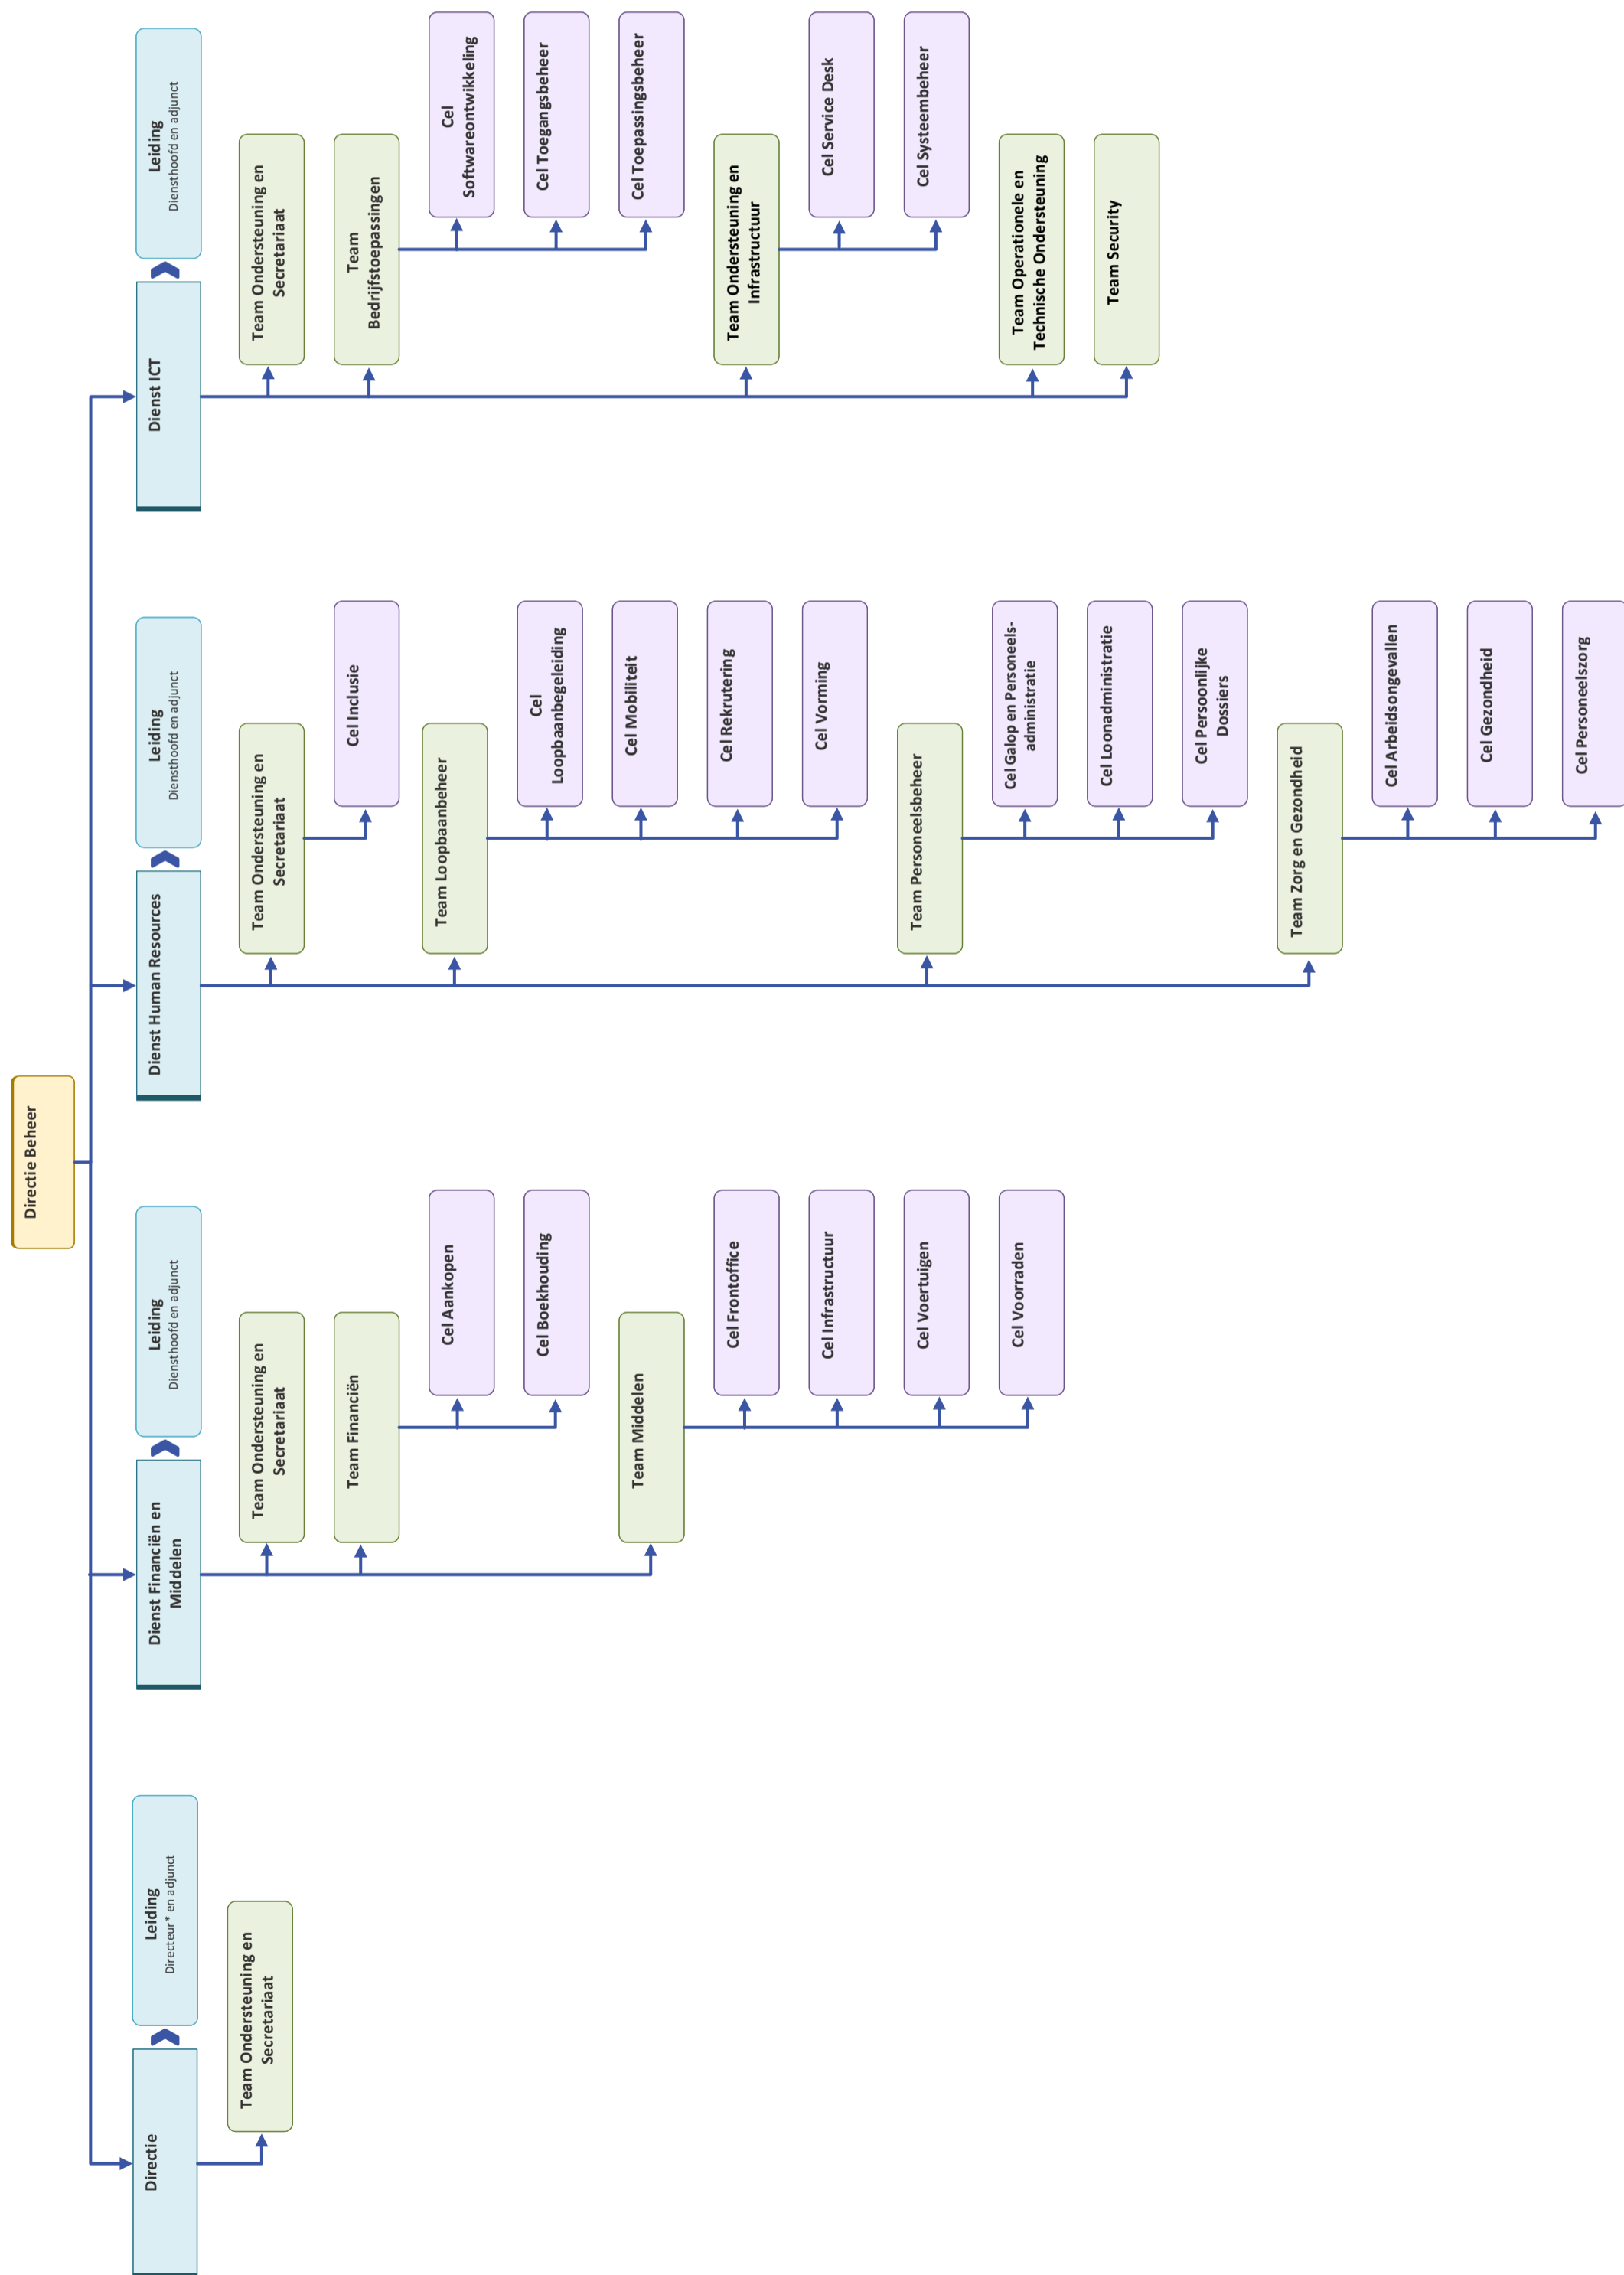 Directie Beheer
Directie
Leiding
Directeur* en adjunct
Team Ondersteuning en
Secretariaat
Dienst Financiën en
Middelen
Leiding
Diensthoofd en adjunct
Team Ondersteuning en
Secretariaat
Team Financiën
Cel Aankopen
Cel Boekhouding
Team Middelen
Cel Frontoffice
Cel Infrastructuur
Cel Voertuigen
Cel Voorraden
Dienst Human Resources
Leiding
Diensthoofd en adjunct
Team Ondersteuning en
Secretariaat
Cel Inclusie
Team Loopbaanbeheer
Cel
Loopbaanbegeleiding
Cel Mobiliteit
Cel Rekrutering
Cel Vorming
Team Personeelsbeheer
Cel Galop en Personeels-
administratie
Cel Loonadministratie
Cel Persoonlijke
Dossiers
Team Zorg en Gezondheid
Cel Arbeidsongevallen
Cel Gezondheid
Cel Personeelszorg
Dienst ICT
Leiding
Diensthoofd en adjunct
Team Ondersteuning en
Secretariaat
Team
Bedrijfstoepassingen
Cel
Softwareontwikkeling
Cel Toegangsbeheer
Cel Toepassingsbeheer
Team Ondersteuning en
Infrastructuur
Cel Service Desk
Cel Systeembeheer
Team Operationele en
Technische Ondersteuning
Team Security